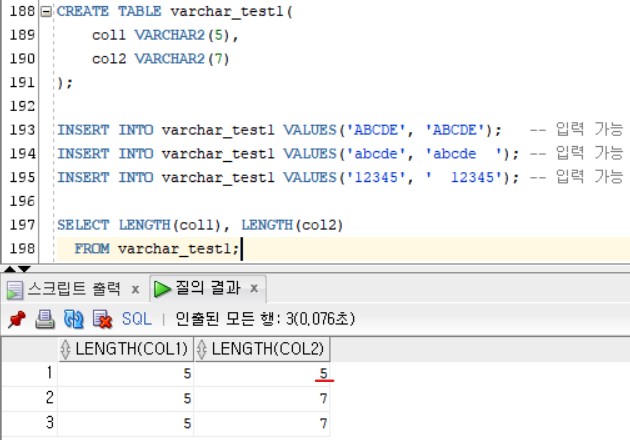 188 CREATE TABLE varchar_test1(
189 col1 VARCHAR2(5),
190 col2 VARCHAR2(7)
191 );
192
193 INSERT INTO varchar_test1 VALUES('ABCDE', 'ABCDE'); -- 입력 가능
194 INSERT INTO varchar_test1 VALUES('abcde', 'abcde  '); -- 입력 가능
195 INSERT INTO varchar_test1 VALUES('12345', '  12345'); -- 입력 가능
196
197 SELECT LENGTH(col1), LENGTH(col2)
198 FROM varchar_test1;
스크립트 출력 x 질의 결과 x
SQL | 인출된 모든 행: 3(0,076초)
LENGTH(COL1) LENGTH(COL2)
1 5 5
2 5 7
3 5 7